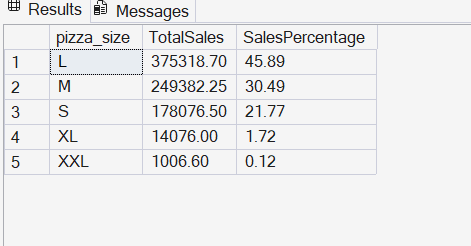 Results Messages
pizza_size TotalSales SalesPercentage
1 L 375318.70 45.89
2 M 249382.25 30.49
3 S 178076.50 21.77
4 XL 14076.00 1.72
5 XXL 1006.60 0.12